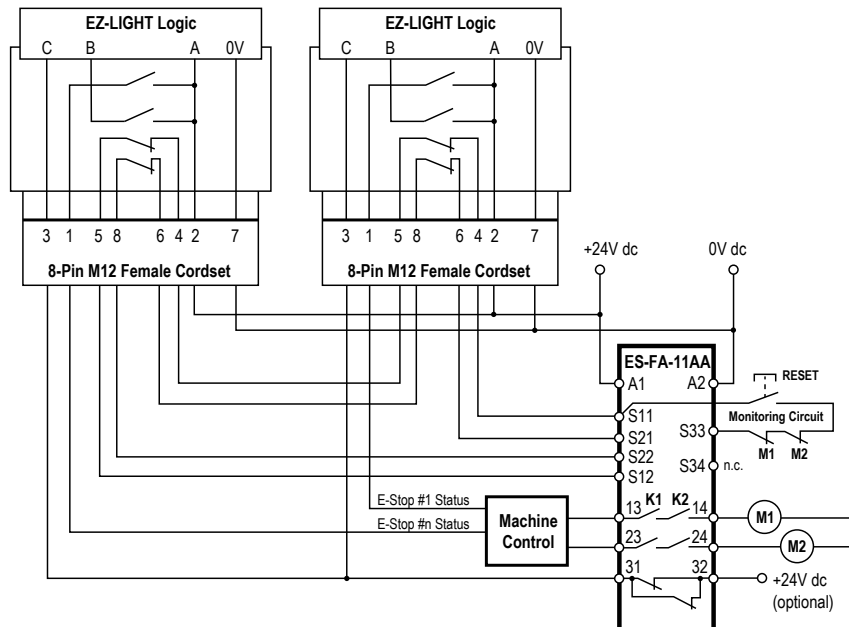 EZ-LIGHT Logic
C B A 0V
3 1 5 8 6 4 2 7
8-Pin M12 Female Cordset
EZ-LIGHT Logic
C B A 0V
3 1 5 8 6 4 2 7
8-Pin M12 Female Cordset
+24V dc
0V dc
ES-FA-11AA
A1 A2
RESET
S11
Monitoring Circuit
S21 S33
M1 M2
S22
S34 n.c.
S12
E-Stop #1 Status
E-Stop #n Status
Machine
Control
K1 K2
13 14
M1
23 24
M2
31 32
+24V dc
(optional)